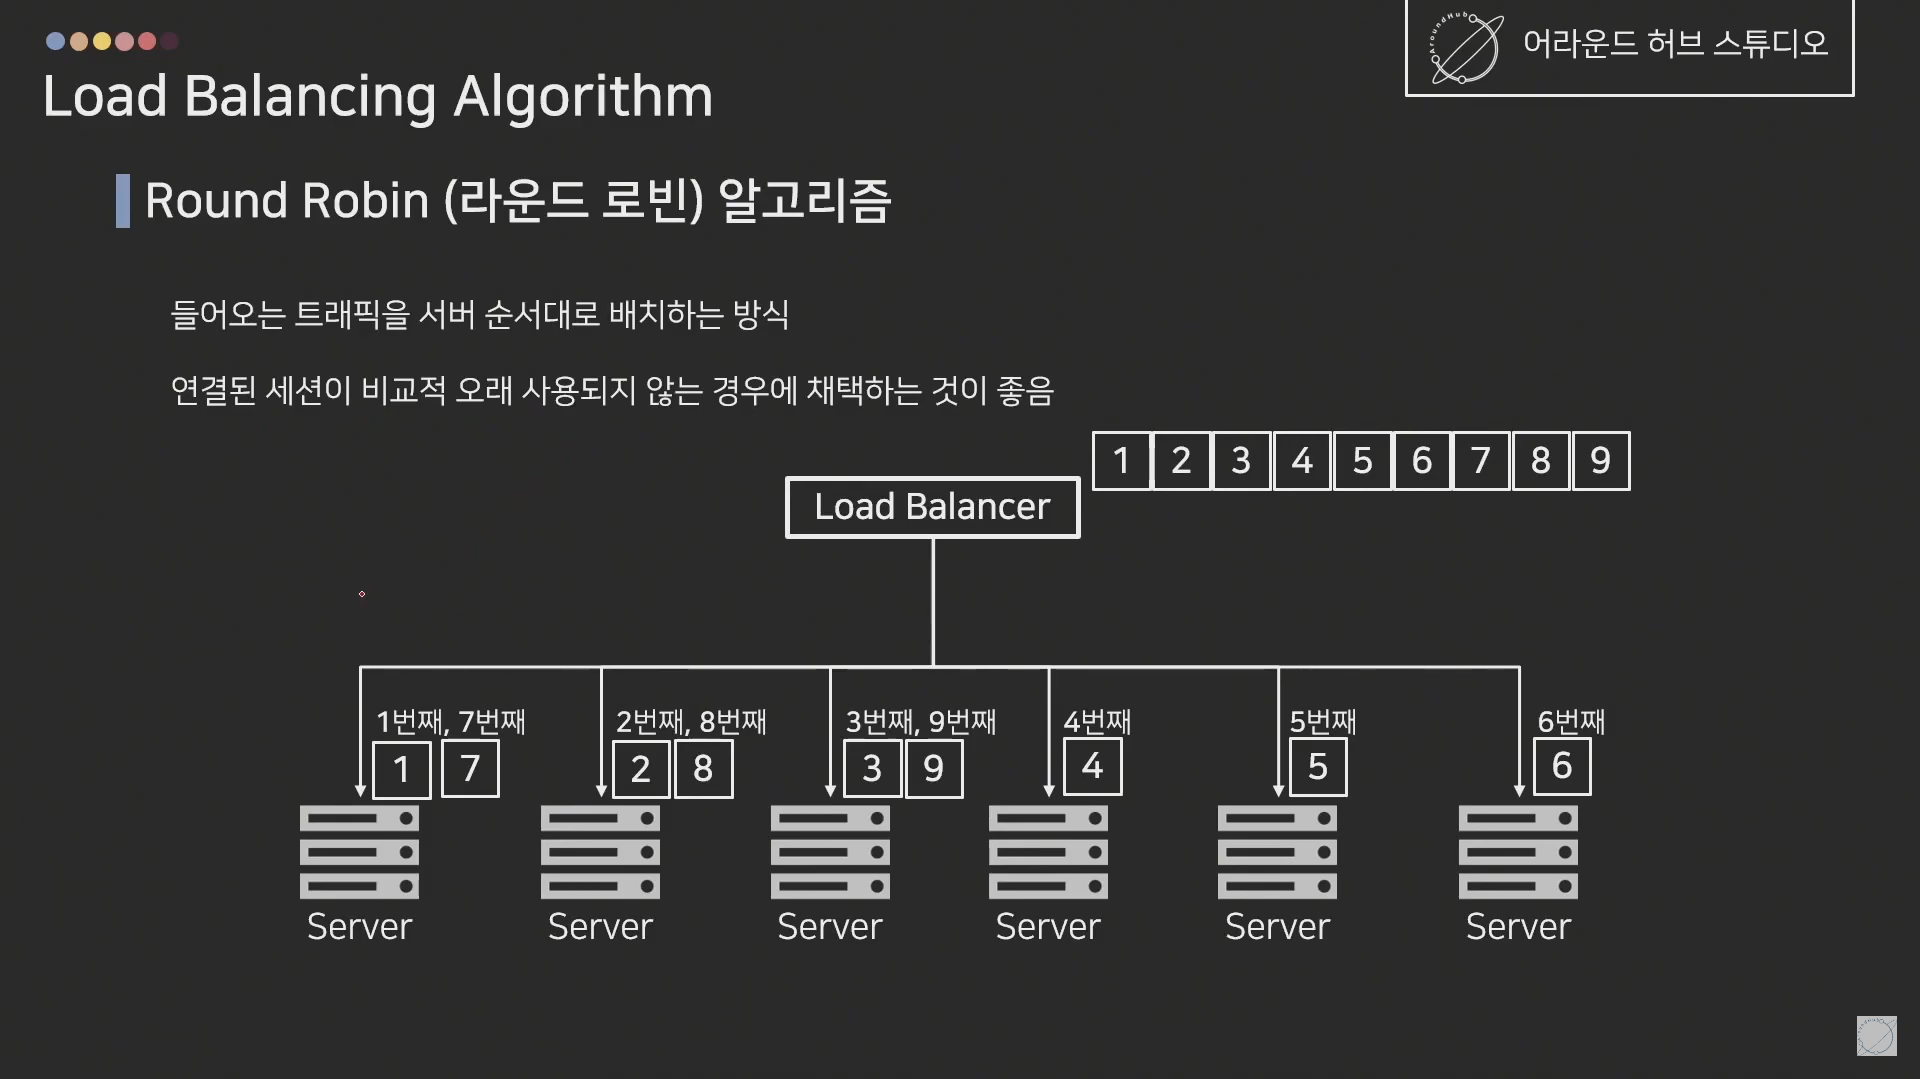 AroundHub
어라운드 허브 스튜디오
Load Balancing Algorithm
Round Robin (라운드 로빈) 알고리즘
들어오는 트래픽을 서버 순서대로 배치하는 방식
연결된 세션이 비교적 오래 사용되지 않는 경우에 채택하는 것이 좋음
1 2 3 4 5 6 7 8 9
Load Balancer
1번째, 7번째 2번째, 8번째 3번째, 9번째 4번째 5번째 6번째
1 7 2 8 3 9 4 5 6
Server Server Server Server Server Server